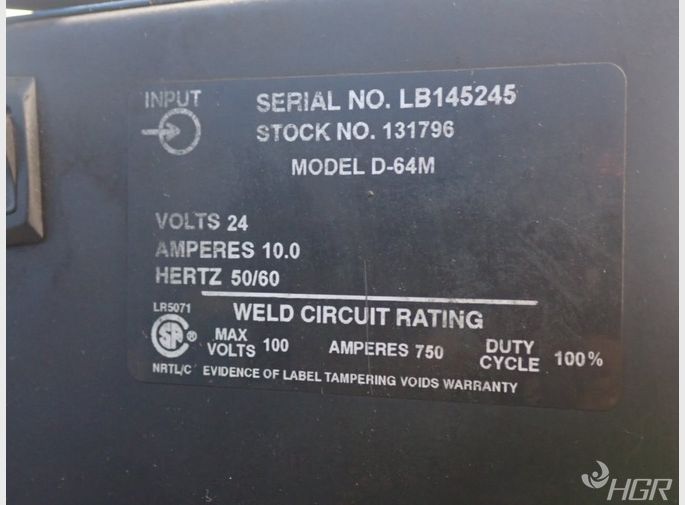 INPUT
SERIAL NO. LB145245
STOCK NO. 131796
MODEL D-64M
VOLTS 24
AMPERES 10.0
HERTZ 50/60
LR5071
WELD CIRCUIT RATING
MAX VOLTS 100 AMPERES 750 DUTY CYCLE 100%
NRTL/C EVIDENCE OF LABEL TAMPERING VOIDS WARRANTY
HGR